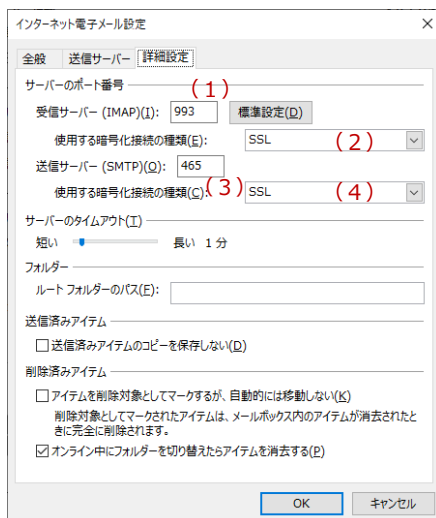 インターネット電子メール設定
全般 送信サーバー 詳細設定
サーバーのポート番号
(1)
受信サーバー (IMAP)(I): 993 標準設定(D)
使用する暗号化接続の種類(E): SSL (2)
送信サーバー (SMTP)(O): 465
使用する暗号化接続の種類(C): (3) SSL (4)
サーバーのタイムアウト(T)
短い 長い 1 分
フォルダー
ルート フォルダーのパス(F):
送信済みアイテム
送信済みアイテムのコピーを保存しない(D)
削除済みアイテム
アイテムを削除対象としてマークするが、自動的には移動しない(K)
削除対象としてマークされたアイテムは、メールボックス内のアイテムが消去されたと
きに完全に削除されます。
オンライン中にフォルダーを切り替えたらアイテムを消去する(P)
OK キャンセル